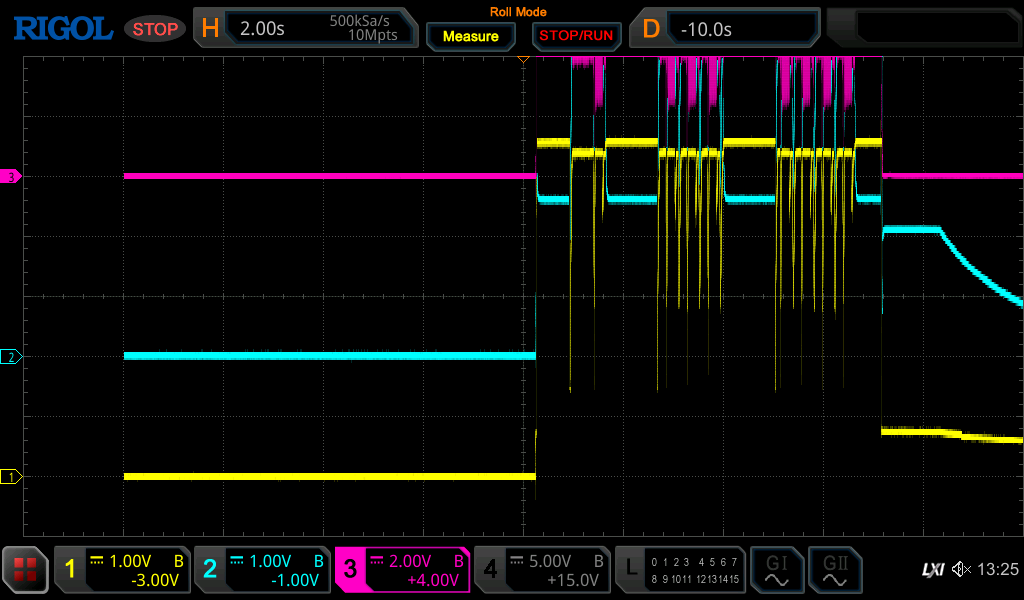 RIGOL STOP H 2.00s 500kSa/s 10Mpts Roll Mode Measure STOP/RUN D -10.0s
3
2
1
1 1.00V B -3.00V
2 1.00V B -1.00V
3 2.00V B +4.00V
4 5.00V B +15.0V
L 0 1 2 3 4 5 6 7
8 9 10 11 12 13 14 15
GI GII LXI 13:25